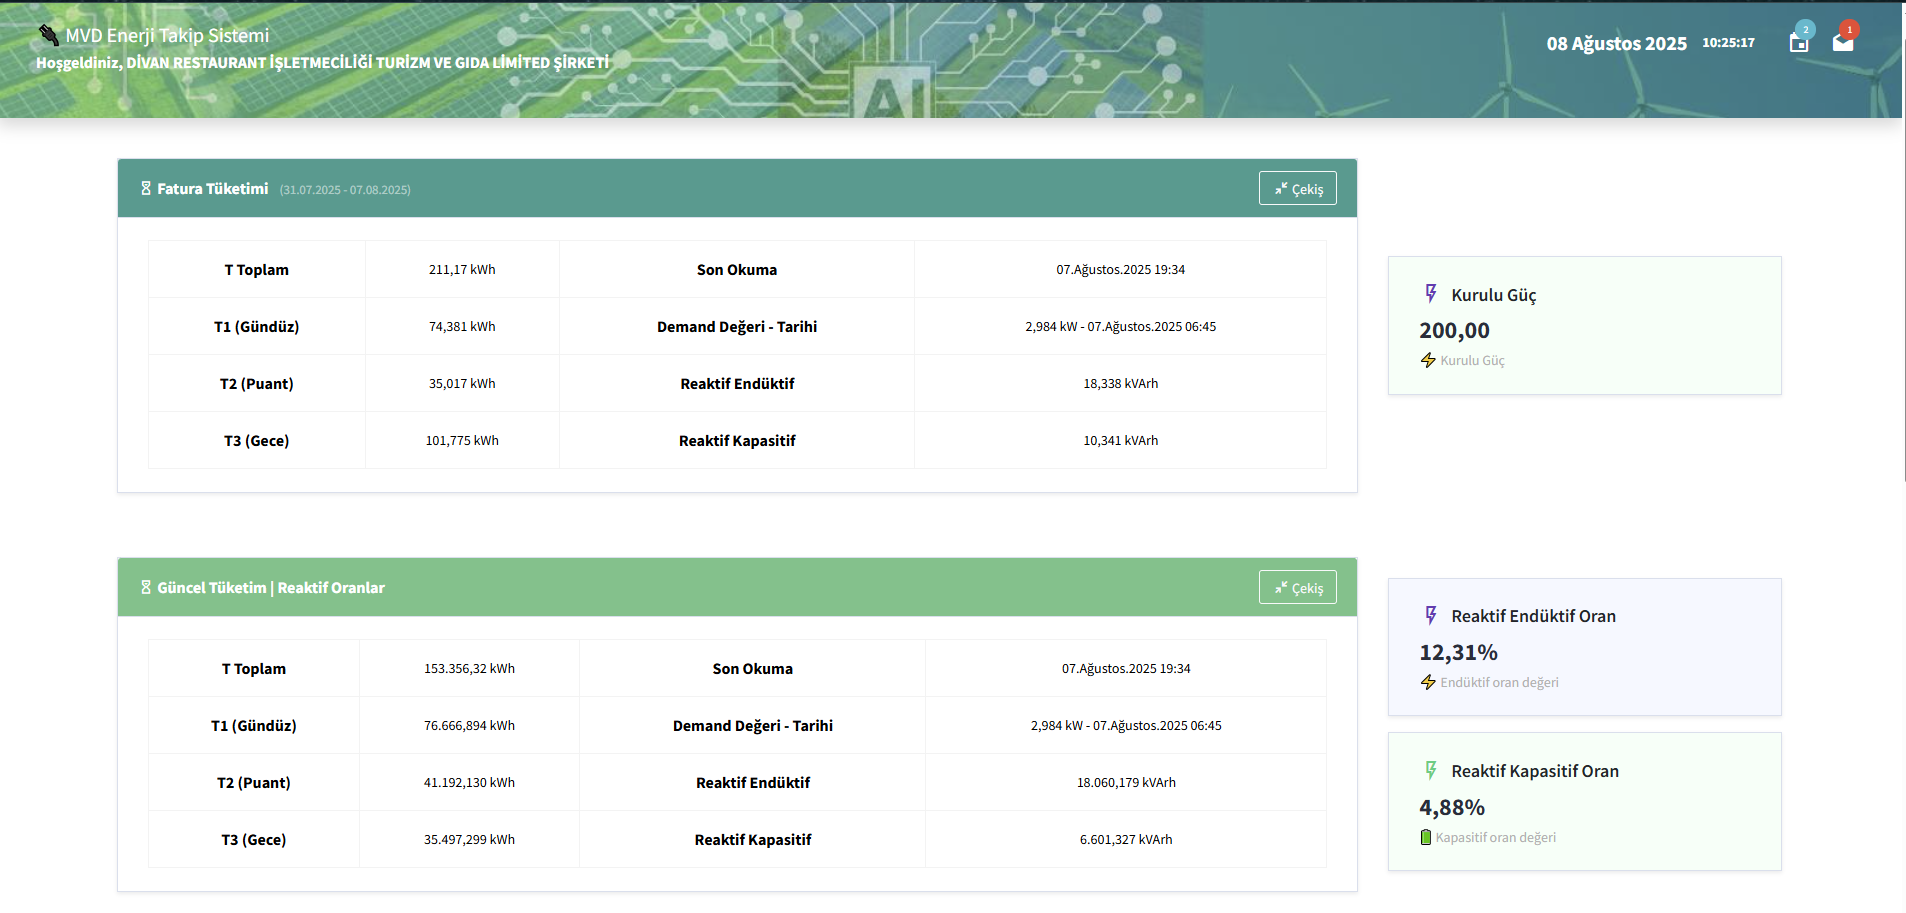 MVD Enerji Takip Sistemi
Hoşgeldiniz, DİVAN RESTAURANT İŞLETMECİLİĞİ TURİZM VE GIDA LİMİTED ŞİRKETİ
AI
08 Ağustos 2025 10:25:17 2 1
Fatura Tüketimi (31.07.2025 - 07.08.2025) Çekiş
T Toplam 211,17 kWh Son Okuma 07.Ağustos.2025 19:34
T1 (Gündüz) 74,381 kWh Demand Değeri - Tarihi 2,984 kW - 07.Ağustos.2025 06:45
T2 (Puant) 35,017 kWh Reaktif Endüktif 18,338 kVArh
T3 (Gece) 101,775 kWh Reaktif Kapasitif 10,341 kVArh
Kurulu Güç
200,00
Kurulu Güç
Güncel Tüketim | Reaktif Oranlar Çekiş
T Toplam 153.356,32 kWh Son Okuma 07.Ağustos.2025 19:34
T1 (Gündüz) 76.666,894 kWh Demand Değeri - Tarihi 2,984 kW - 07.Ağustos.2025 06:45
T2 (Puant) 41.192,130 kWh Reaktif Endüktif 18.060,179 kVArh
T3 (Gece) 35.497,299 kWh Reaktif Kapasitif 6.601,327 kVArh
Reaktif Endüktif Oran
12,31%
Endüktif oran değeri
Reaktif Kapasitif Oran
4,88%
Kapasitif oran değeri